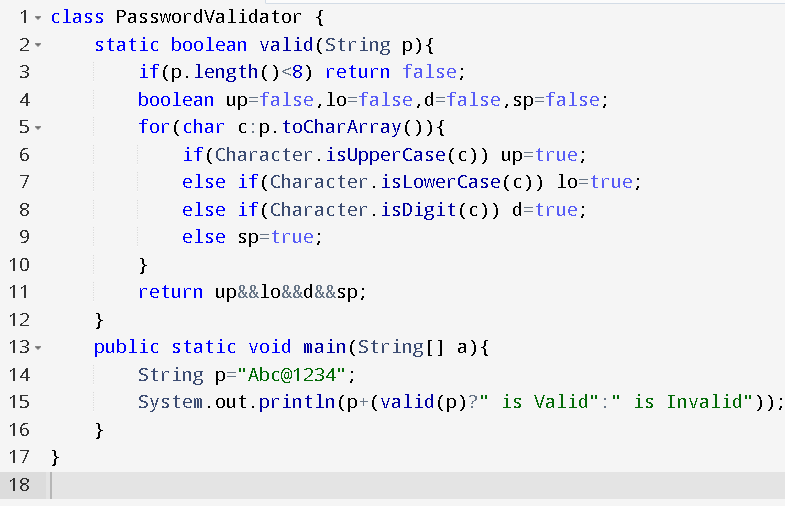 1 class PasswordValidator {
2     static boolean valid(String p){
3         if(p.length()<8) return false;
4         boolean up=false,lo=false,d=false,sp=false;
5         for(char c:p.toCharArray()){
6             if(Character.isUpperCase(c)) up=true;
7             else if(Character.isLowerCase(c)) lo=true;
8             else if(Character.isDigit(c)) d=true;
9             else sp=true;
10         }
11         return up&&lo&&d&&sp;
12     }
13     public static void main(String[] a){
14         String p="Abc@1234";
15         System.out.println(p+(valid(p)?" is Valid":" is Invalid"));
16     }
17 }
18